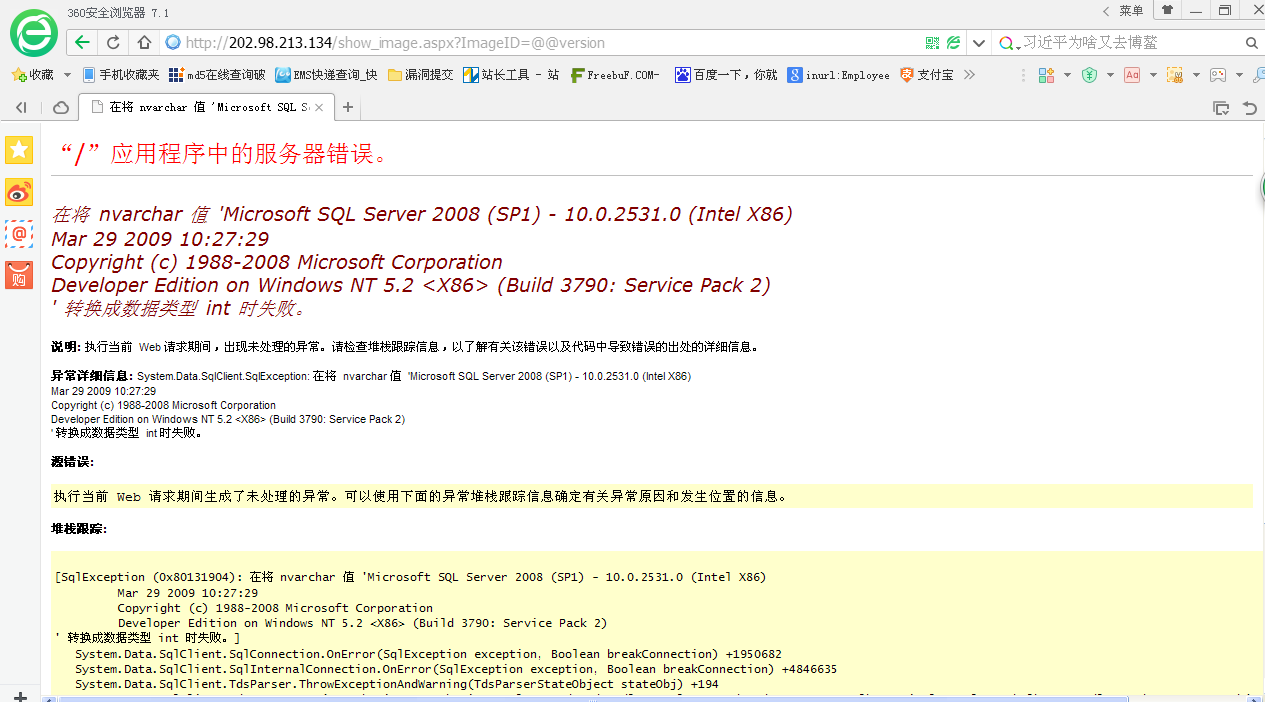 360安全浏览器 7.1
菜单
http://202.98.213.134/show_image.aspx?ImageID=@@version
习近平为啥又去博鳌
收藏 手机收藏夹 md5在线查询破 EMS快递查询_快 漏洞提交 站长工具 - 站 FreebuF.COM- 百度一下，你就 inurl:Employee 支付宝
在将 nvarchar 值 'Microsoft SQL S
“/”应用程序中的服务器错误。
在将 nvarchar 值 'Microsoft SQL Server 2008 (SP1) - 10.0.2531.0 (Intel X86)
Mar 29 2009 10:27:29
Copyright (c) 1988-2008 Microsoft Corporation
Developer Edition on Windows NT 5.2 <X86> (Build 3790: Service Pack 2)
' 转换成数据类型 int 时失败。
说明: 执行当前 Web 请求期间，出现未处理的异常。请检查堆栈跟踪信息，以了解有关该错误以及代码中导致错误的出处的详细信息。
异常详细信息: System.Data.SqlClient.SqlException: 在将 nvarchar 值 'Microsoft SQL Server 2008 (SP1) - 10.0.2531.0 (Intel X86)
Mar 29 2009 10:27:29
Copyright (c) 1988-2008 Microsoft Corporation
Developer Edition on Windows NT 5.2 <X86> (Build 3790: Service Pack 2)
' 转换成数据类型 int 时失败。
源错误:
执行当前 Web 请求期间生成了未处理的异常。可以使用下面的异常堆栈跟踪信息确定有关异常原因和发生位置的信息。
堆栈跟踪:
[SqlException (0x80131904): 在将 nvarchar 值 'Microsoft SQL Server 2008 (SP1) - 10.0.2531.0 (Intel X86)
Mar 29 2009 10:27:29
Copyright (c) 1988-2008 Microsoft Corporation
Developer Edition on Windows NT 5.2 <X86> (Build 3790: Service Pack 2)
' 转换成数据类型 int 时失败。]
System.Data.SqlClient.SqlConnection.OnError(SqlException exception, Boolean breakConnection) +1950682
System.Data.SqlClient.SqlInternalConnection.OnError(SqlException exception, Boolean breakConnection) +4846635
System.Data.SqlClient.TdsParser.ThrowExceptionAndWarning(TdsParserStateObject stateObj) +194